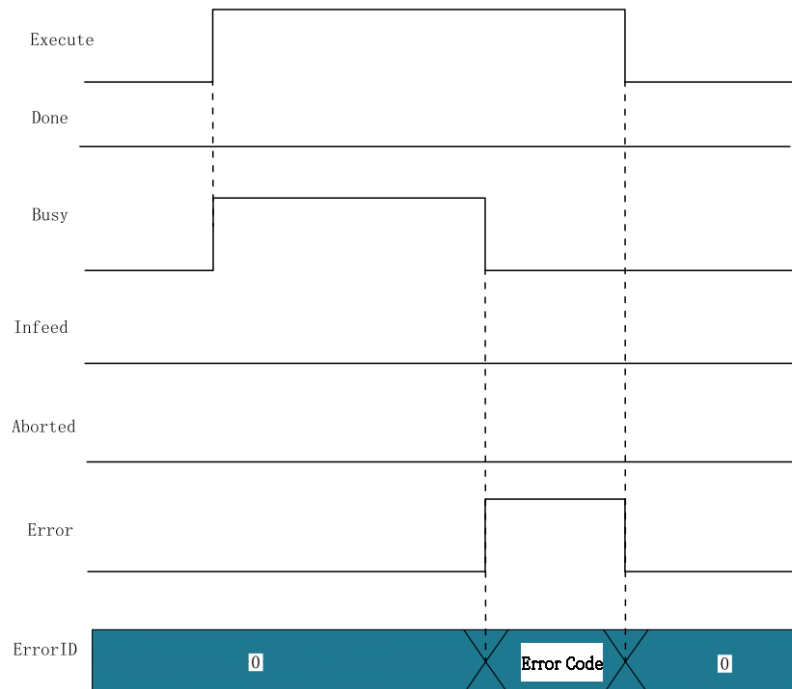 Execute
Done
Busy
Infeed
Aborted
Error
ErrorID
0 Error Code 0